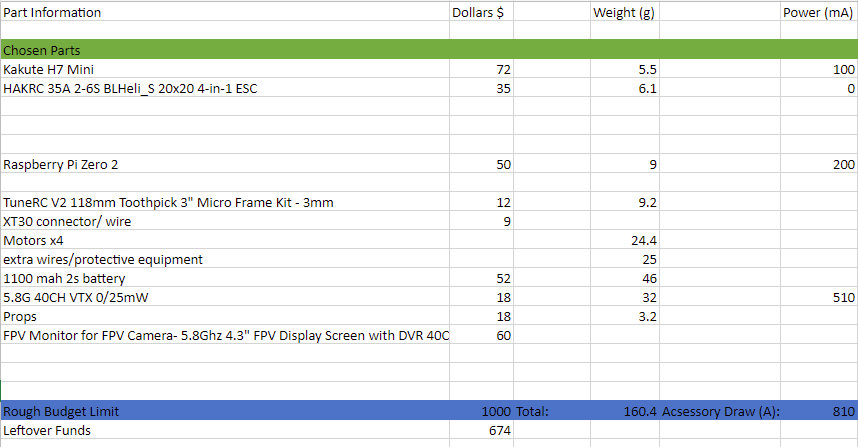 Part Information Dollars $ Weight (g) Power (mA)
Chosen Parts
Kakute H7 Mini 72 5.5 100
HAKRC 35A 2-6S BLHeli_S 20x20 4-in-1 ESC 35 6.1 0
Raspberry Pi Zero 2 50 9 200
TuneRC V2 118mm Toothpick 3" Micro Frame Kit - 3mm 12 9.2
XT30 connector/ wire 9
Motors x4 24.4
extra wires/protective equipment 25
1100 mah 2s battery 52 46
5.8G 40CH VTX 0/25mW 18 32 510
Props 18 3.2
FPV Monitor for FPV Camera- 5.8Ghz 4.3" FPV Display Screen with DVR 40C 60
Rough Budget Limit 1000 Total: 160.4 Acsessory Draw (A): 810
Leftover Funds 674